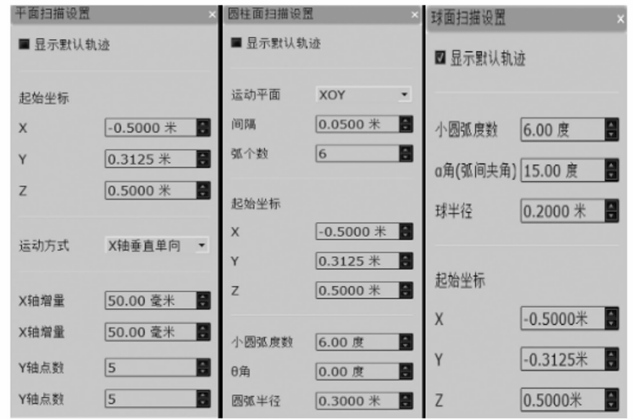 平面扫描设置 ×
显示默认轨迹
起始坐标
X -0.5000 米
Y 0.3125 米
Z 0.5000 米
运动方式 X轴垂直单向
X轴增量 50.00 毫米
X轴增量 50.00 毫米
Y轴点数 5
Y轴点数 5
圆柱面扫描设置 ×
显示默认轨迹
运动平面 XOY
间隔 0.0500 米
弧个数 6
起始坐标
X -0.5000 米
Y 0.3125 米
Z 0.5000 米
小圆弧度数 6.00 度
θ角 0.00 度
圆弧半径 0.3000 米
球面扫描设置 ×
显示默认轨迹
小圆弧度数 6.00 度
α角(弧间夹角) 15.00 度
球半径 0.2000 米
起始坐标
X -0.5000米
Y -0.3125米
Z 0.5000米